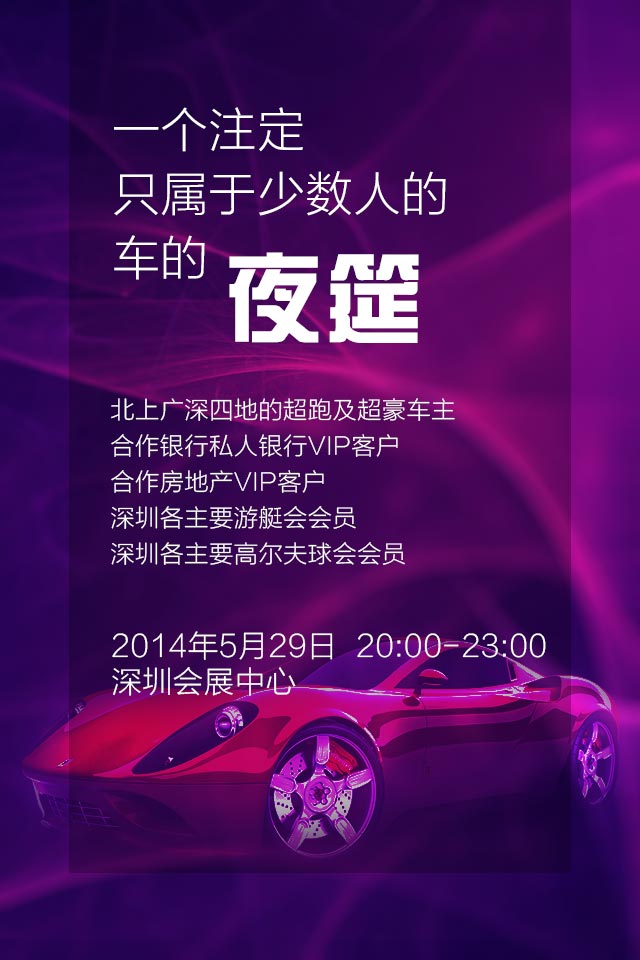 一个注定
只属于少数人的
车的 夜筵
北上广深四地的超跑及超豪车主
合作银行私人银行VIP客户
合作房地产VIP客户
深圳各主要游艇会会员
深圳各主要高尔夫球会会员
2014年5月29日 20:00-23:00
深圳会展中心